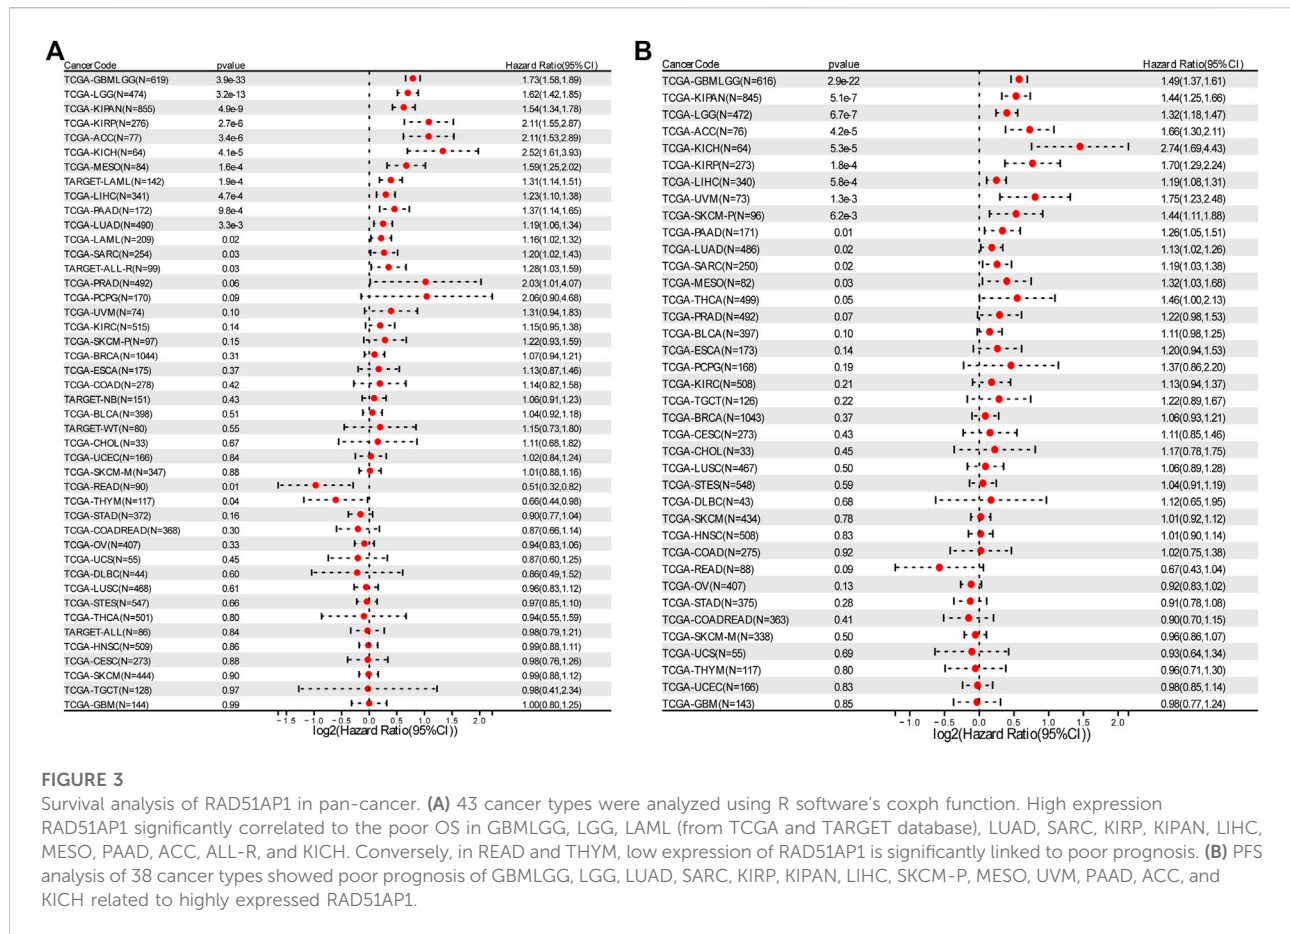 A
CancerCode pvalue Hazard Ratio(95%CI)
TCGA-GBMLGG(N=619) 3.9e-33 1.73(1.58,1.89)
TCGA-LGG(N=474) 3.2e-13 1.62(1.42,1.85)
TCGA-KIPAN(N=855) 4.9e-9 1.54(1.34,1.78)
TCGA-KIRP(N=276) 2.7e-6 2.11(1.55,2.87)
TCGA-ACC(N=77) 3.4e-6 2.11(1.53,2.89)
TCGA-KICH(N=64) 4.1e-5 2.52(1.61,3.93)
TCGA-MESO(N=84) 1.6e-4 1.59(1.25,2.02)
TARGET-LAML(N=142) 1.9e-4 1.31(1.14,1.51)
TCGA-LIHC(N=341) 4.7e-4 1.23(1.10,1.38)
TCGA-PAAD(N=172) 9.8e-4 1.37(1.14,1.65)
TCGA-LUAD(N=490) 3.3e-3 1.19(1.06,1.34)
TCGA-LAML(N=209) 0.02 1.16(1.02,1.32)
TCGA-SARC(N=254) 0.03 1.20(1.02,1.43)
TARGET-ALL-R(N=99) 0.03 1.28(1.03,1.59)
TCGA-PRAD(N=492) 0.06 2.03(1.01,4.07)
TCGA-PCPG(N=170) 0.09 2.06(0.90,4.68)
TCGA-UVM(N=74) 0.10 1.31(0.94,1.83)
TCGA-KIRC(N=515) 0.14 1.15(0.95,1.38)
TCGA-SKCM-P(N=97) 0.15 1.22(0.93,1.59)
TCGA-BRCA(N=1044) 0.31 1.07(0.94,1.21)
TCGA-ESCA(N=175) 0.37 1.13(0.87,1.46)
TCGA-COAD(N=278) 0.42 1.14(0.82,1.58)
TARGET-NB(N=151) 0.43 1.06(0.91,1.23)
TCGA-BLCA(N=398) 0.51 1.04(0.92,1.18)
TARGET-WT(N=80) 0.55 1.15(0.73,1.80)
TCGA-CHOL(N=33) 0.67 1.11(0.68,1.82)
TCGA-UCEC(N=166) 0.84 1.02(0.84,1.24)
TCGA-SKCM-M(N=347) 0.88 1.01(0.88,1.16)
TCGA-READ(N=90) 0.01 0.51(0.32,0.82)
TCGA-THYM(N=117) 0.04 0.66(0.44,0.98)
TCGA-STAD(N=372) 0.16 0.90(0.77,1.04)
TCGA-COADREAD(N=368) 0.30 0.87(0.66,1.14)
TCGA-OV(N=407) 0.33 0.94(0.83,1.06)
TCGA-UCS(N=55) 0.45 0.87(0.60,1.25)
TCGA-DLBC(N=44) 0.60 0.86(0.49,1.52)
TCGA-LUSC(N=468) 0.61 0.96(0.83,1.12)
TCGA-STES(N=547) 0.66 0.97(0.85,1.10)
TCGA-THCA(N=501) 0.80 0.94(0.55,1.59)
TARGET-ALL(N=86) 0.84 0.98(0.79,1.21)
TCGA-HNSC(N=509) 0.86 0.99(0.88,1.11)
TCGA-CESC(N=273) 0.88 0.98(0.76,1.26)
TCGA-SKCM(N=444) 0.90 0.99(0.88,1.12)
TCGA-TGCT(N=128) 0.97 0.98(0.41,2.34)
TCGA-GBM(N=144) 0.99 1.00(0.80,1.25)
-1.5 -1.0 -0.5 0.0 0.5 1.0 1.5 2.0
log2(Hazard Ratio(95%CI))
B
CancerCode pvalue Hazard Ratio(95%CI)
TCGA-GBMLGG(N=616) 2.9e-22 1.49(1.37,1.61)
TCGA-KIPAN(N=845) 5.1e-7 1.44(1.25,1.66)
TCGA-LGG(N=472) 6.7e-7 1.32(1.18,1.47)
TCGA-ACC(N=76) 4.2e-5 1.66(1.30,2.11)
TCGA-KICH(N=64) 5.3e-5 2.74(1.69,4.43)
TCGA-KIRP(N=273) 1.8e-4 1.70(1.29,2.24)
TCGA-LIHC(N=340) 5.8e-4 1.19(1.08,1.31)
TCGA-UVM(N=73) 1.3e-3 1.75(1.23,2.48)
TCGA-SKCM-P(N=96) 6.2e-3 1.44(1.11,1.88)
TCGA-PAAD(N=171) 0.01 1.26(1.05,1.51)
TCGA-LUAD(N=486) 0.02 1.13(1.02,1.26)
TCGA-SARC(N=250) 0.02 1.19(1.03,1.38)
TCGA-MESO(N=82) 0.03 1.32(1.03,1.68)
TCGA-THCA(N=499) 0.05 1.46(1.00,2.13)
TCGA-PRAD(N=492) 0.07 1.22(0.98,1.53)
TCGA-BLCA(N=397) 0.10 1.11(0.98,1.25)
TCGA-ESCA(N=173) 0.14 1.20(0.94,1.53)
TCGA-PCPG(N=168) 0.19 1.37(0.86,2.20)
TCGA-KIRC(N=508) 0.21 1.13(0.94,1.37)
TCGA-TGCT(N=126) 0.22 1.22(0.89,1.67)
TCGA-BRCA(N=1043) 0.37 1.06(0.93,1.21)
TCGA-CESC(N=273) 0.43 1.11(0.85,1.46)
TCGA-CHOL(N=33) 0.45 1.17(0.78,1.75)
TCGA-LUSC(N=467) 0.50 1.06(0.89,1.28)
TCGA-STES(N=548) 0.59 1.04(0.91,1.19)
TCGA-DLBC(N=43) 0.68 1.12(0.65,1.95)
TCGA-SKCM(N=434) 0.78 1.01(0.92,1.12)
TCGA-HNSC(N=508) 0.83 1.01(0.90,1.14)
TCGA-COAD(N=275) 0.92 1.02(0.75,1.38)
TCGA-READ(N=88) 0.09 0.67(0.43,1.04)
TCGA-OV(N=407) 0.13 0.92(0.83,1.02)
TCGA-STAD(N=375) 0.28 0.91(0.78,1.08)
TCGA-COADREAD(N=363) 0.41 0.90(0.70,1.15)
TCGA-SKCM-M(N=338) 0.50 0.96(0.86,1.07)
TCGA-UCS(N=55) 0.69 0.93(0.64,1.34)
TCGA-THYM(N=117) 0.80 0.96(0.71,1.30)
TCGA-UCEC(N=166) 0.83 0.98(0.85,1.14)
TCGA-GBM(N=143) 0.85 0.98(0.77,1.24)
-1.0 -0.5 0.0 0.5 1.0 1.5 2.0
log2(Hazard Ratio(95%CI))
FIGURE 3
Survival analysis of RAD51AP1 in pan-cancer. (A) 43 cancer types were analyzed using R software's coxph function. High expression
RAD51AP1 significantly correlated to the poor OS in GBMLGG, LGG, LAML (from TCGA and TARGET database), LUAD, SARC, KIRP, KIPAN, LIHC,
MESO, PAAD, ACC, ALL-R, and KICH. Conversely, in READ and THYM, low expression of RAD51AP1 is significantly linked to poor prognosis. (B) PFS
analysis of 38 cancer types showed poor prognosis of GBMLGG, LGG, LUAD, SARC, KIRP, KIPAN, LIHC, SKCM-P, MESO, UVM, PAAD, ACC, and
KICH related to highly expressed RAD51AP1.